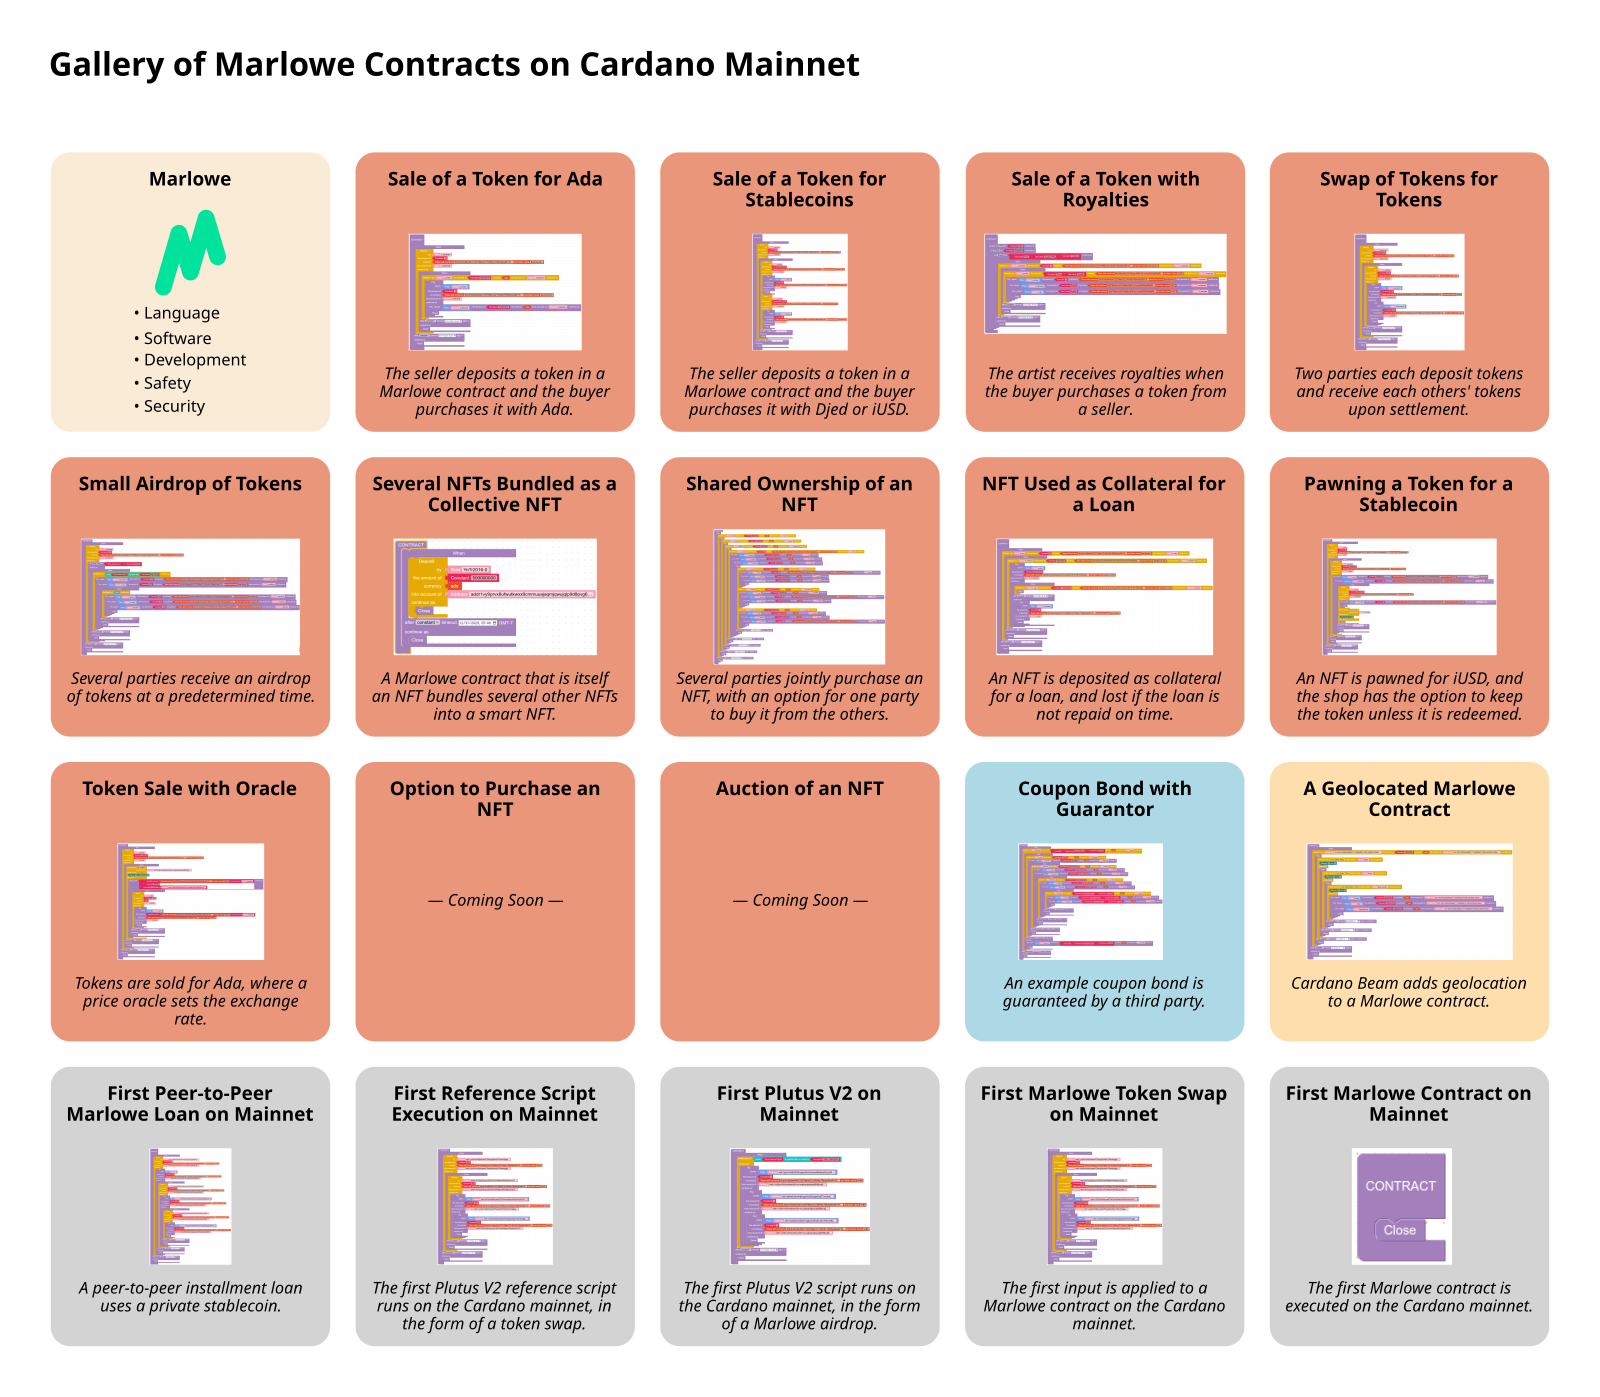 Gallery of Marlowe Contracts on Cardano Mainnet
Marlowe
• Language
• Software
• Development
• Safety
• Security
Sale of a Token for Ada
The seller deposits a token in a
Marlowe contract and the buyer
purchases it with Ada.
Sale of a Token for
Stablecoins
The seller deposits a token in a
Marlowe contract and the buyer
purchases it with Djed or iUSD.
Sale of a Token with
Royalties
The artist receives royalties when
the buyer purchases a token from
a seller.
Swap of Tokens for
Tokens
Two parties each deposit tokens
and receive each others' tokens
upon settlement.
Small Airdrop of Tokens
Several parties receive an airdrop
of tokens at a predetermined time.
Several NFTs Bundled as a
Collective NFT
CONTRACT
When
Deposit
by Role
the amount of Constant
currency ada
into account of Address
continue as
Close
after constant timeout GMT-7
continue as
Close
A Marlowe contract that is itself
an NFT bundles several other NFTs
into a smart NFT.
Shared Ownership of an
NFT
Several parties jointly purchase an
NFT, with an option for one party
to buy it from the others.
NFT Used as Collateral for
a Loan
An NFT is deposited as collateral
for a loan, and lost if the loan is
not repaid on time.
Pawning a Token for a
Stablecoin
An NFT is pawned for iUSD, and
the shop has the option to keep
the token unless it is redeemed.
Token Sale with Oracle
Tokens are sold for Ada, where a
price oracle sets the exchange
rate.
Option to Purchase an
NFT
— Coming Soon —
Auction of an NFT
— Coming Soon —
Coupon Bond with
Guarantor
An example coupon bond is
guaranteed by a third party.
A Geolocated Marlowe
Contract
Cardano Beam adds geolocation
to a Marlowe contract.
First Peer-to-Peer
Marlowe Loan on Mainnet
A peer-to-peer installment loan
uses a private stablecoin.
First Reference Script
Execution on Mainnet
The first Plutus V2 reference script
runs on the Cardano mainnet, in
the form of a token swap.
First Plutus V2 on
Mainnet
The first Plutus V2 script runs on
the Cardano mainnet, in the form
of a Marlowe airdrop.
First Marlowe Token Swap
on Mainnet
The first input is applied to a
Marlowe contract on the Cardano
mainnet.
First Marlowe Contract on
Mainnet
CONTRACT
Close
The first Marlowe contract is
executed on the Cardano mainnet.